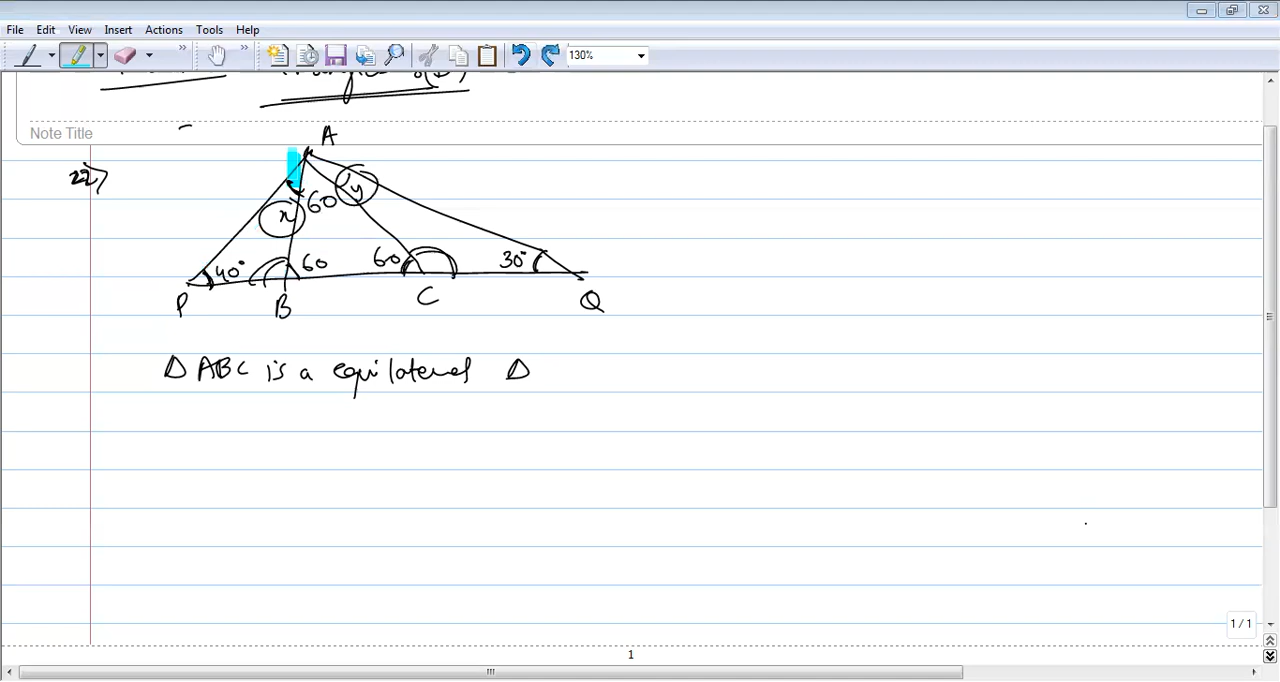 File Edit View Insert Actions Tools Help
130%
Note Title
22)
A
x 60 y
40° 60 60 30°
P B C Q
Δ ABC is a equilateral Δ
1/1
1